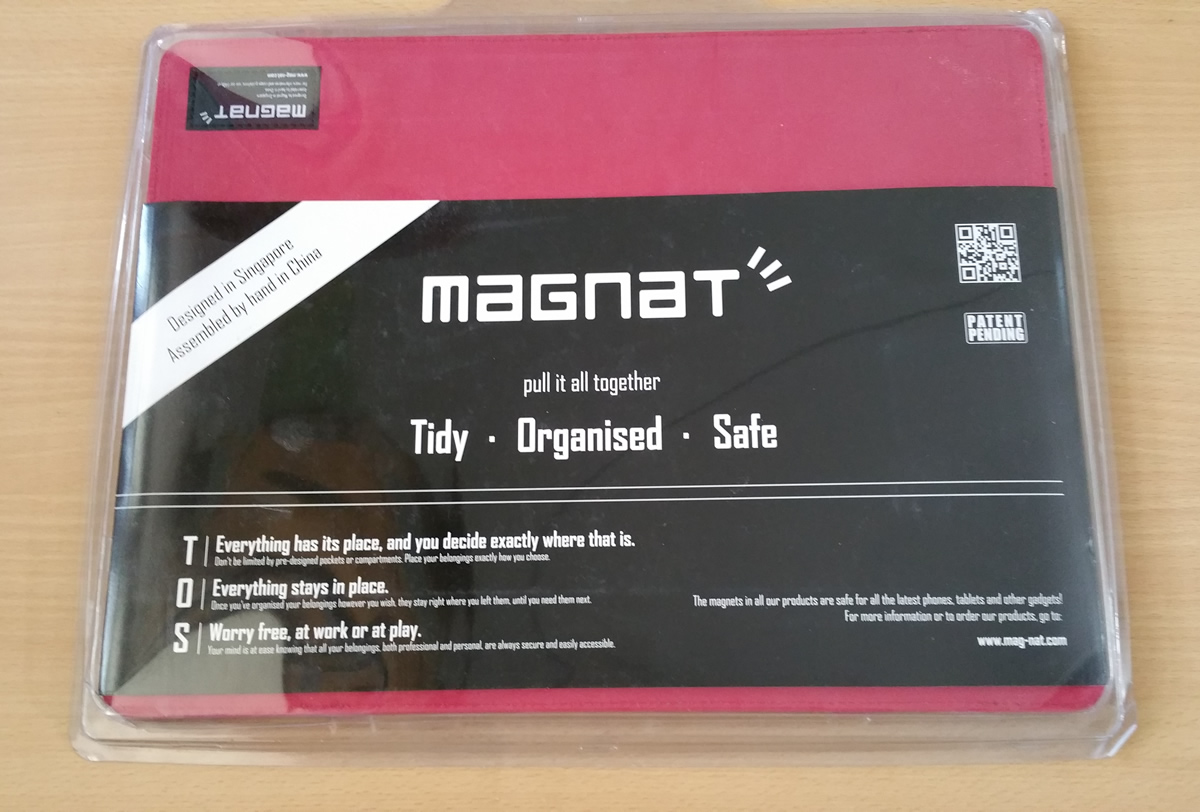 magnat
www.mag-nat.com
Designed in Singapore
Assembled by hand in China
magnat
PATENT
PENDING
pull it all together
Tidy · Organised · Safe
T | Everything has its place, and you decide exactly where that is.
Don't be limited by pre-designed pockets or compartments. Place your belongings exactly how you choose.
O | Everything stays in place.
Once you've organised your belongings however you wish, they stay right where you left them, until you need them next.
S | Worry free, at work or at play.
Your mind is at ease knowing that all your belongings, both professional and personal, are always secure and easily accessible.
The magnets in all our products are safe for all the latest phones, tablets and other gadgets!
For more information or to order our products, go to:
www.mag-nat.com